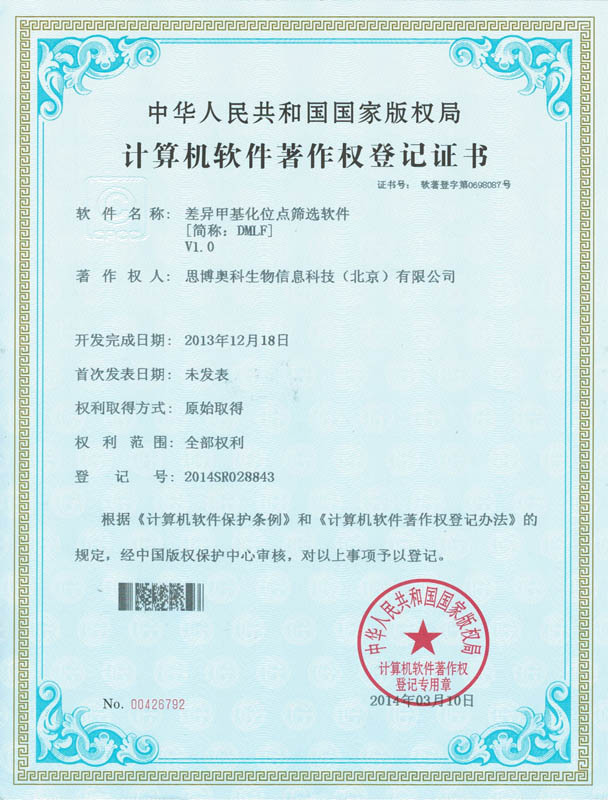 中华人民共和国国家版权局
计算机软件著作权登记证书
证书号： 软著登字第0698087号
CPCC
软件名称： 差异甲基化位点筛选软件
[简称：DMLF]
V1.0
著作权人： 思博奥科生物信息科技（北京）有限公司
开发完成日期： 2013年12月18日
首次发表日期： 未发表
权利取得方式： 原始取得
权利范围： 全部权利
登记号： 2014SR028843
根据《计算机软件保护条例》和《计算机软件著作权登记办法》的
规定，经中国版权保护中心审核，对以上事项予以登记。
中华人民共和国国家版权局
计算机软件著作权
登记专用章
No. 00426792
2014年03月10日